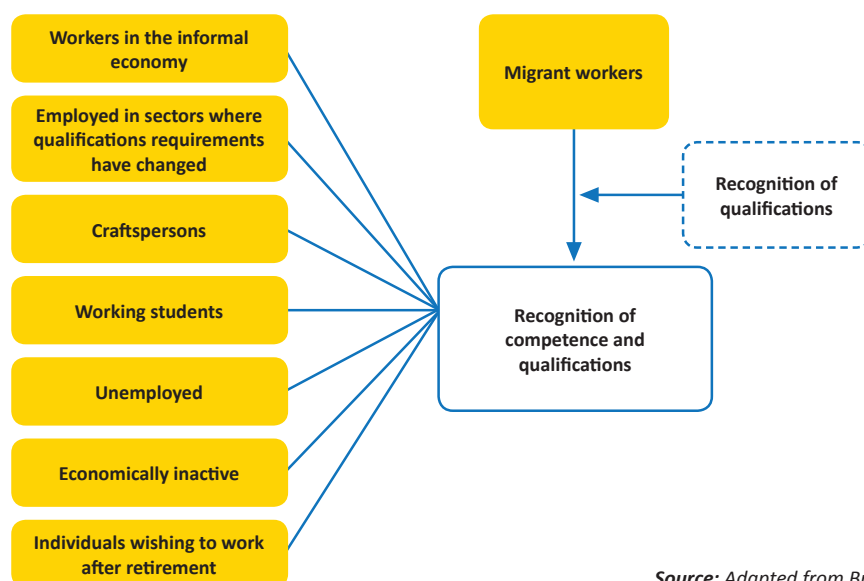 Workers in the informal
economy
Employed in sectors where
qualifications requirements
have changed
Craftspersons
Working students
Unemployed
Economically inactive
Individuals wishing to work
after retirement
Migrant workers
Recognition of
qualifications
Recognition of
competence and
qualifications
Source: Adapted from